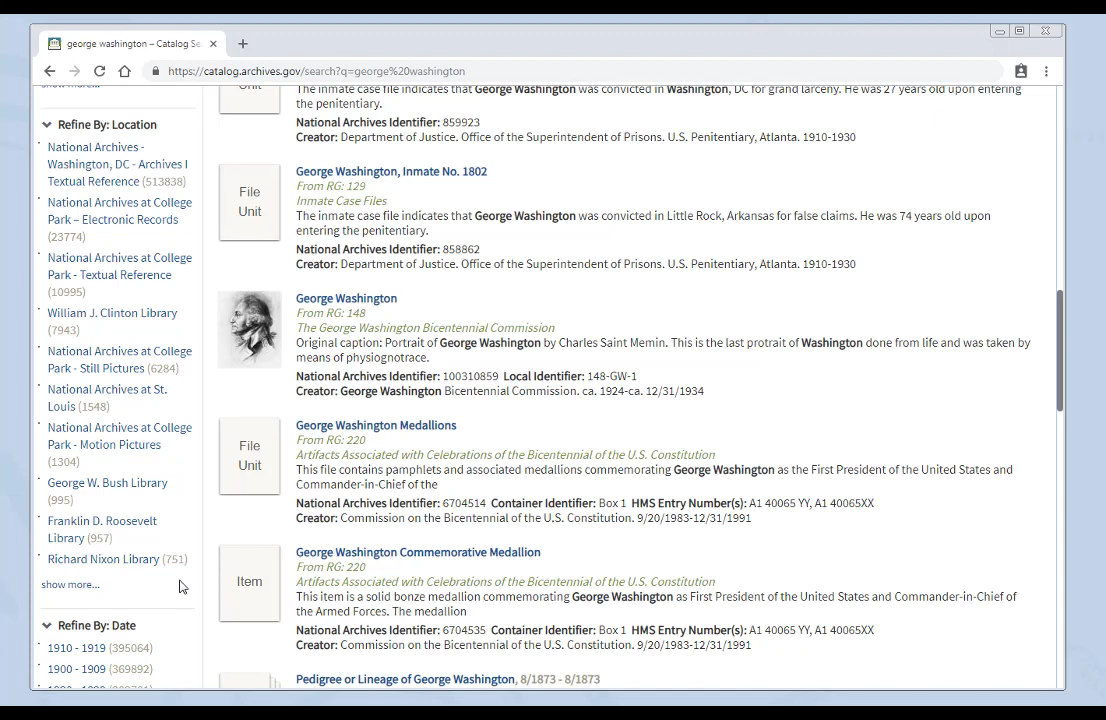 george washington – Catalog Se
https://catalog.archives.gov/search?q=george%20washington
show more...
Refine By: Location
National Archives -
Washington, DC - Archives I
Textual Reference (513838)
National Archives at College
Park – Electronic Records
(23774)
National Archives at College
Park - Textual Reference
(10995)
William J. Clinton Library
(7943)
National Archives at College
Park - Still Pictures (6284)
National Archives at St.
Louis (1548)
National Archives at College
Park - Motion Pictures
(1304)
George W. Bush Library
(995)
Franklin D. Roosevelt
Library (957)
Richard Nixon Library (751)
show more...
Refine By: Date
1910 - 1919 (395064)
1900 - 1909 (369892)
Unit
The inmate case file indicates that George Washington was convicted in Washington, DC for grand larceny. He was 27 years old upon entering
the penitentiary.
National Archives Identifier: 859923
Creator: Department of Justice. Office of the Superintendent of Prisons. U.S. Penitentiary, Atlanta. 1910-1930
File
Unit
George Washington, Inmate No. 1802
From RG: 129
Inmate Case Files
The inmate case file indicates that George Washington was convicted in Little Rock, Arkansas for false claims. He was 74 years old upon
entering the penitentiary.
National Archives Identifier: 858862
Creator: Department of Justice. Office of the Superintendent of Prisons. U.S. Penitentiary, Atlanta. 1910-1930
George Washington
From RG: 148
The George Washington Bicentennial Commission
Original caption: Portrait of George Washington by Charles Saint Memin. This is the last protrait of Washington done from life and was taken by
means of physiognotrace.
National Archives Identifier: 100310859 Local Identifier: 148-GW-1
Creator: George Washington Bicentennial Commission. ca. 1924-ca. 12/31/1934
File
Unit
George Washington Medallions
From RG: 220
Artifacts Associated with Celebrations of the Bicentennial of the U.S. Constitution
This file contains pamphlets and associated medallions commemorating George Washington as the First President of the United States and
Commander-in-Chief of the
National Archives Identifier: 6704514 Container Identifier: Box 1 HMS Entry Number(s): A1 40065 YY, A1 40065XX
Creator: Commission on the Bicentennial of the U.S. Constitution. 9/20/1983-12/31/1991
Item
George Washington Commemorative Medallion
From RG: 220
Artifacts Associated with Celebrations of the Bicentennial of the U.S. Constitution
This item is a solid bonze medallion commemorating George Washington as First President of the United States and Commander-in-Chief of
the Armed Forces. The medallion
National Archives Identifier: 6704535 Container Identifier: Box 1 HMS Entry Number(s): A1 40065 YY, A1 40065XX
Creator: Commission on the Bicentennial of the U.S. Constitution. 9/20/1983-12/31/1991
Pedigree or Lineage of George Washington, 8/1873 - 8/1873